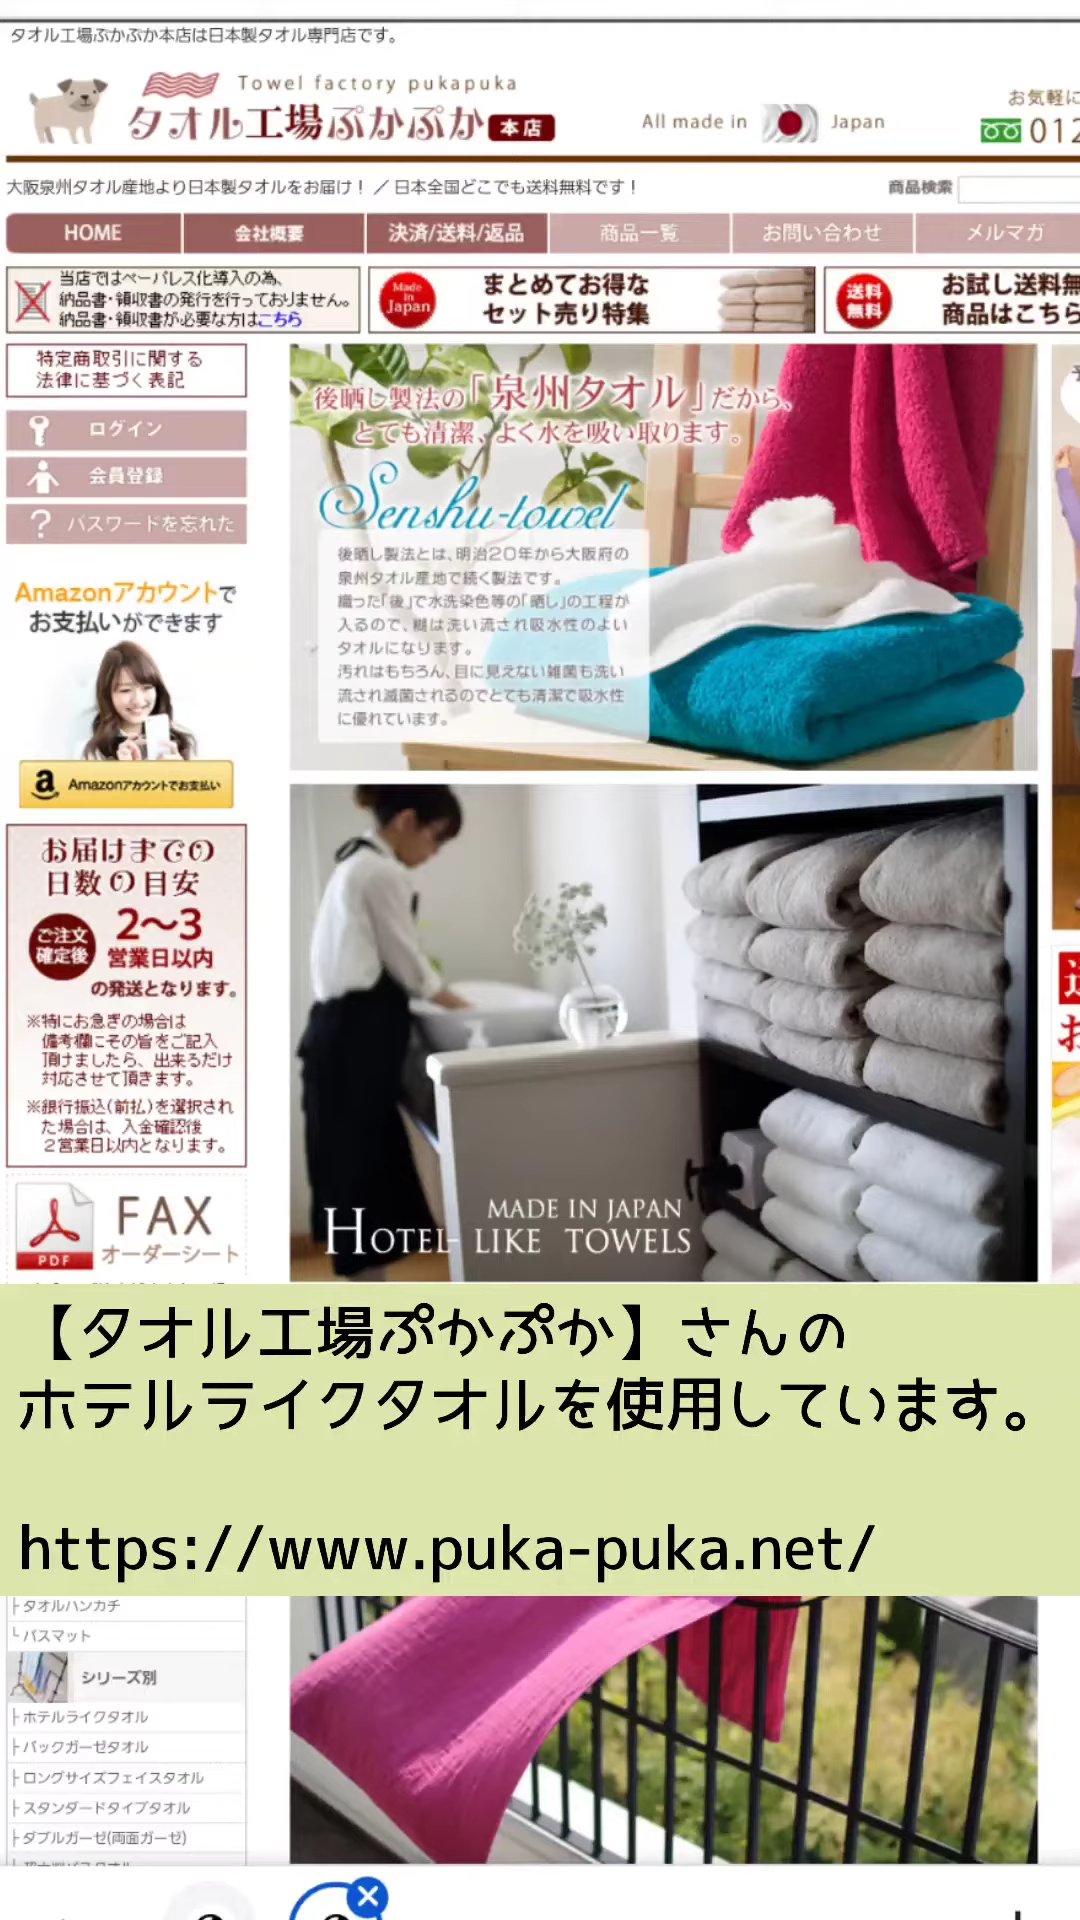 タオル工場ぷかぷか本店は日本製タオル専門店です。
Towel factory pukapuka
タオル工場ぷかぷか 本店
All made in Japan
お気軽に
012
大阪泉州タオル産地より日本製タオルをお届け！／日本全国どこでも送料無料です！
商品検索
HOME
会社概要
決済/送料/返品
商品一覧
お問い合わせ
メルマガ
当店ではペーパレス化導入の為、
納品書・領収書の発行を行っておりません。
納品書・領収書が必要な方はこちら
Made in Japan
まとめてお得な
セット売り特集
送料無料
お試し送料無
商品はこちら
特定商取引に関する
法律に基づく表記
ログイン
会員登録
パスワードを忘れた
Amazonアカウントで
お支払いができます
Amazonアカウントでお支払い
お届けまでの
日数の目安
ご注文確定後
2〜3
営業日以内
の発送となります。
※特にお急ぎの場合は
備考欄にその旨をご記入
頂けましたら、出来るだけ
対応させて頂きます。
※銀行振込(前払)を選択され
た場合は、入金確認後
２営業日以内となります。
PDF
FAX
オーダーシート
後晒し製法の「泉州タオル」だから、
とても清潔、よく水を吸い取ります。
Senshu-towel
後晒し製法とは、明治20年から大阪府の
泉州タオル産地で続く製法です。
織った「後」で水洗染色等の「晒し」の工程が
入るので、糊は洗い流され吸水性のよい
タオルになります。
汚れはもちろん、目に見えない雑菌も洗い
流され滅菌されるのでとても清潔で吸水性
に優れています。
MADE IN JAPAN
HOTEL- LIKE TOWELS
【タオル工場ぷかぷか】さんの
ホテルライクタオルを使用しています。
https://www.puka-puka.net/
├タオルハンカチ
└バスマット
シリーズ別
├ホテルライクタオル
├バックガーゼタオル
├ロングサイズフェイスタオル
├スタンダードタイプタオル
├ダブルガーゼ(両面ガーゼ)